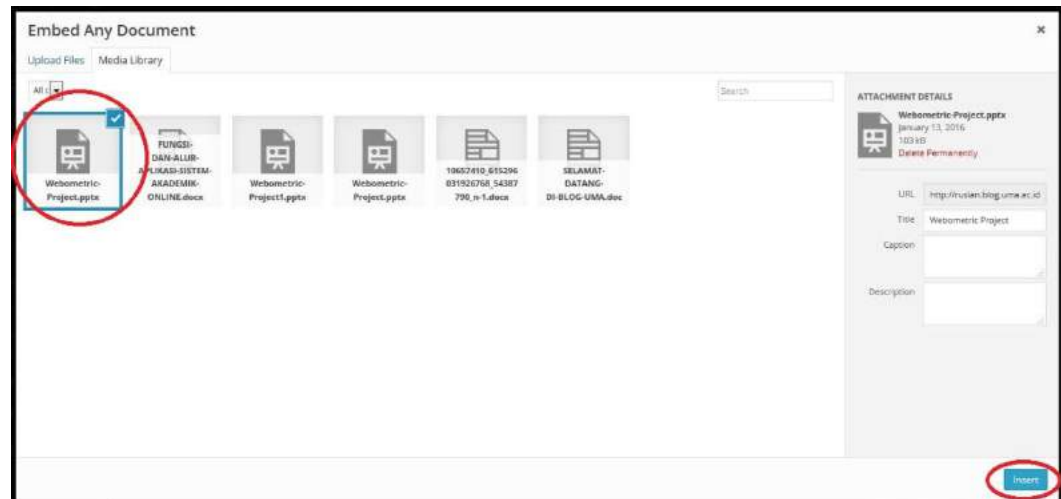 Embed Any Document
×
Upload Files Media Library
Search
Webometric-
Project.pptx
FUNGSI-
DAN-ALUR-
APLIKASI-SISTEM-
AKADEMIK-
ONLINE.docx
Webometric-
Project1.pptx
Webometric-
Project.pptx
10657410_615296
031926768_54387
790_n-1.docx
SELAMAT-
DATANG-
DI-BLOG-UMA.doc
ATTACHMENT DETAILS
Webometric-Project.pptx
January 13, 2016
103 kB
Delete Permanently
URL http://ruslan.blog.uma.ac.id
Title Webometric Project
Caption
Description
Insert